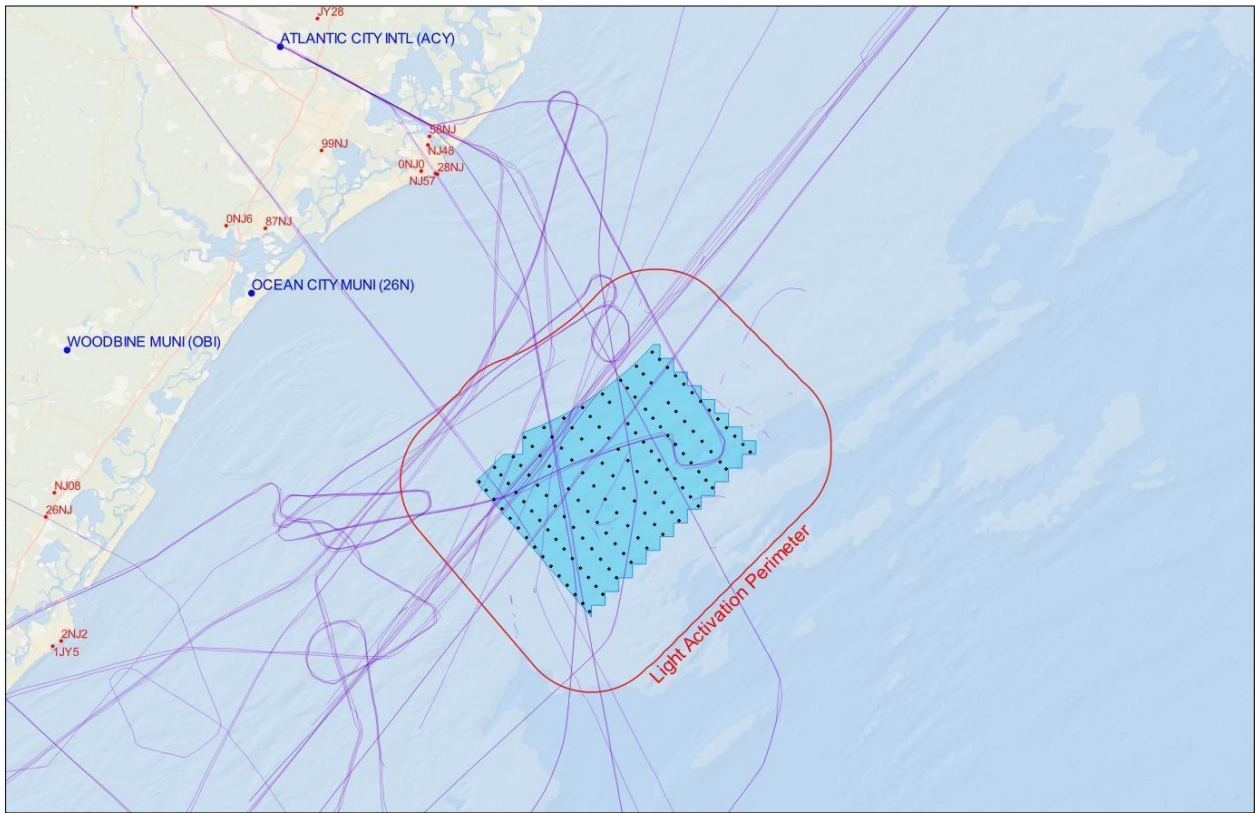 JY28
ATLANTIC CITY INTL (ACY)
58NJ
99NJ
NJ48
0NJ0
28NJ
NJ57
0NJ6
87NJ
OCEAN CITY MUNI (26N)
WOODBINE MUNI (OBI)
NJ08
26NJ
Light Activation Perimeter
2NJ2
1JY5